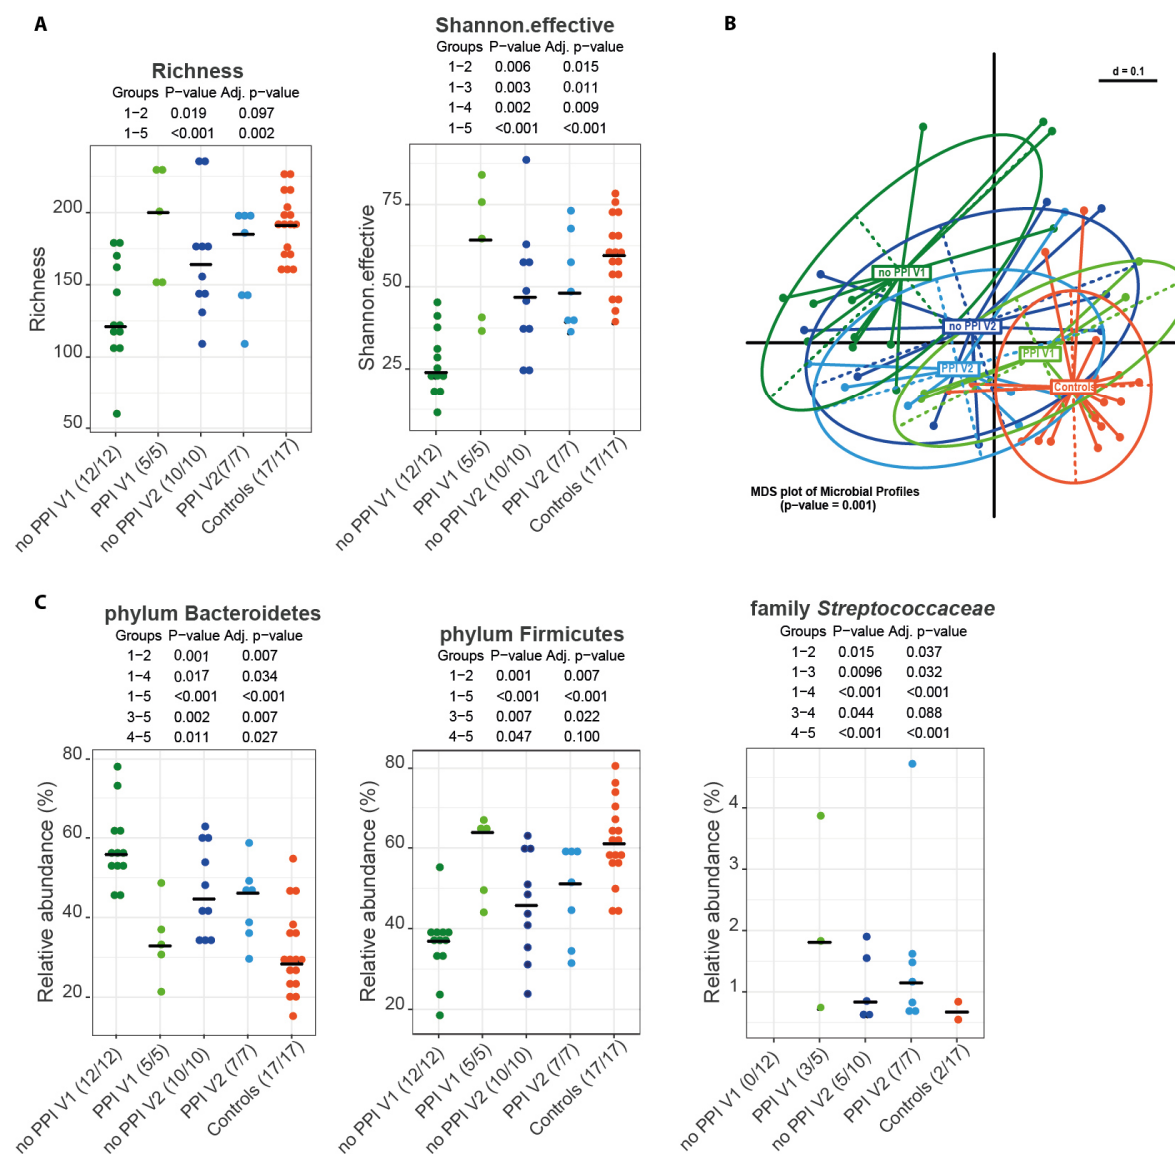 A
Richness
Groups P−value Adj. p−value
1−2 0.019 0.097
1−5 <0.001 0.002
Richness
200
150
100
50
no PPI V1 (12/12)
PPI V1 (5/5)
no PPI V2 (10/10)
PPI V2(7/7)
Controls (17/17)
Shannon.effective
Groups P−value Adj. p−value
1−2 0.006 0.015
1−3 0.003 0.011
1−4 0.002 0.009
1−5 <0.001 <0.001
Shannon.effective
75
50
25
no PPI V1 (12/12)
PPI V1 (5/5)
no PPI V2 (10/10)
PPI V2 (7/7)
Controls (17/17)
B
d = 0.1
no PPI V1
no PPI V2
PPI V1
PPI V2
Controls
MDS plot of Microbial Profiles
(p−value = 0.001)
C
phylum Bacteroidetes
Groups P−value Adj. p−value
1−2 0.001 0.007
1−4 0.017 0.034
1−5 <0.001 <0.001
3−5 0.002 0.007
4−5 0.011 0.027
Relative abundance (%)
80
60
40
20
no PPI V1 (12/12)
PPI V1 (5/5)
no PPI V2 (10/10)
PPI V2 (7/7)
Controls (17/17)
phylum Firmicutes
Groups P−value Adj. p−value
1−2 0.001 0.007
1−5 <0.001 <0.001
3−5 0.007 0.022
4−5 0.047 0.100
Relative abundance (%)
80
60
40
20
no PPI V1 (12/12)
PPI V1 (5/5)
no PPI V2 (10/10)
PPI V2 (7/7)
Controls (17/17)
family Streptococcaceae
Groups P−value Adj. p−value
1−2 0.015 0.037
1−3 0.0096 0.032
1−4 <0.001 <0.001
3−4 0.044 0.088
4−5 <0.001 <0.001
Relative abundance (%)
4
3
2
1
no PPI V1 (0/12)
PPI V1 (3/5)
no PPI V2 (5/10)
PPI V2 (7/7)
Controls (2/17)